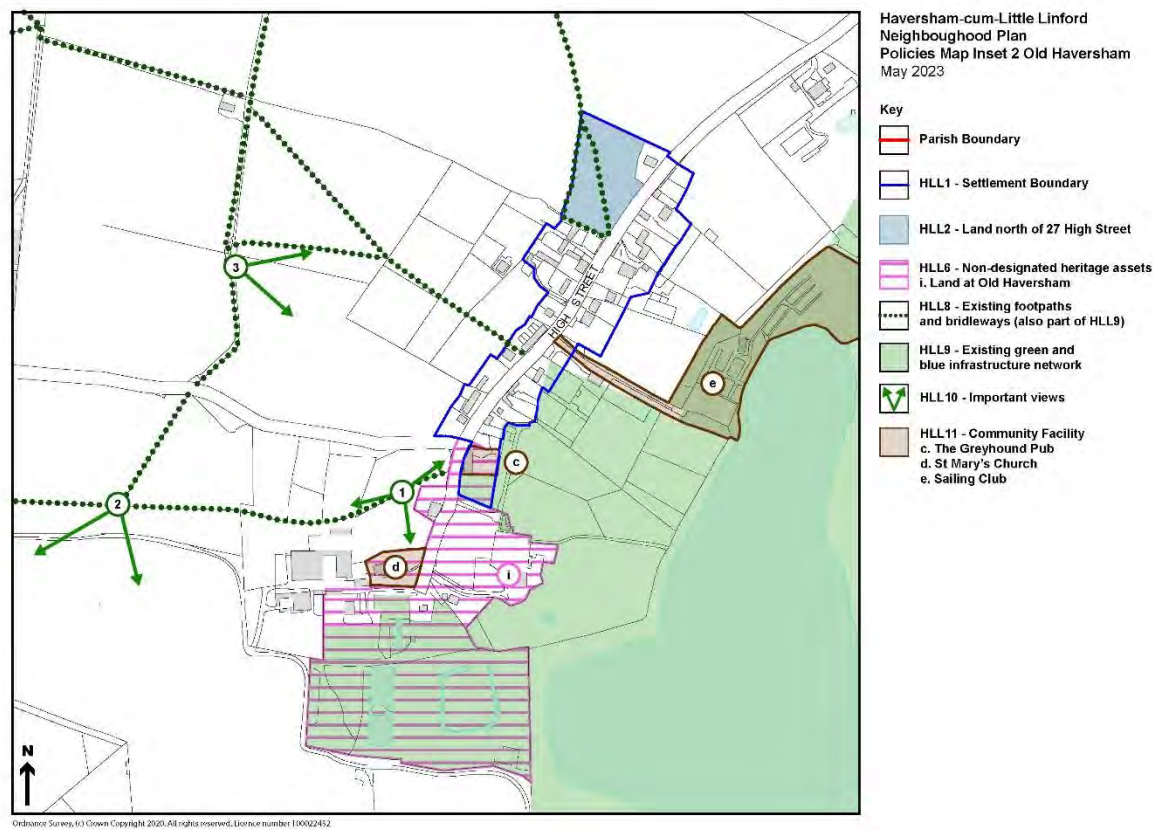 Haversham-cum-Little Linford
Neighboughood Plan
Policies Map Inset 2 Old Haversham
May 2023
Key
Parish Boundary
HLL1 - Settlement Boundary
HLL2 - Land north of 27 High Street
HLL6 - Non-designated heritage assets
i. Land at Old Haversham
HLL8 - Existing footpaths
and bridleways (also part of HLL9)
HLL9 - Existing green and
blue infrastructure network
HLL10 - Important views
HLL11 - Community Facility
c. The Greyhound Pub
d. St Mary's Church
e. Sailing Club
3
HIGH STREET
e
c
1
2
d
i
N
Ordnance Survey, (c) Crown Copyright 2020. All rights reserved. Licence number 100022432